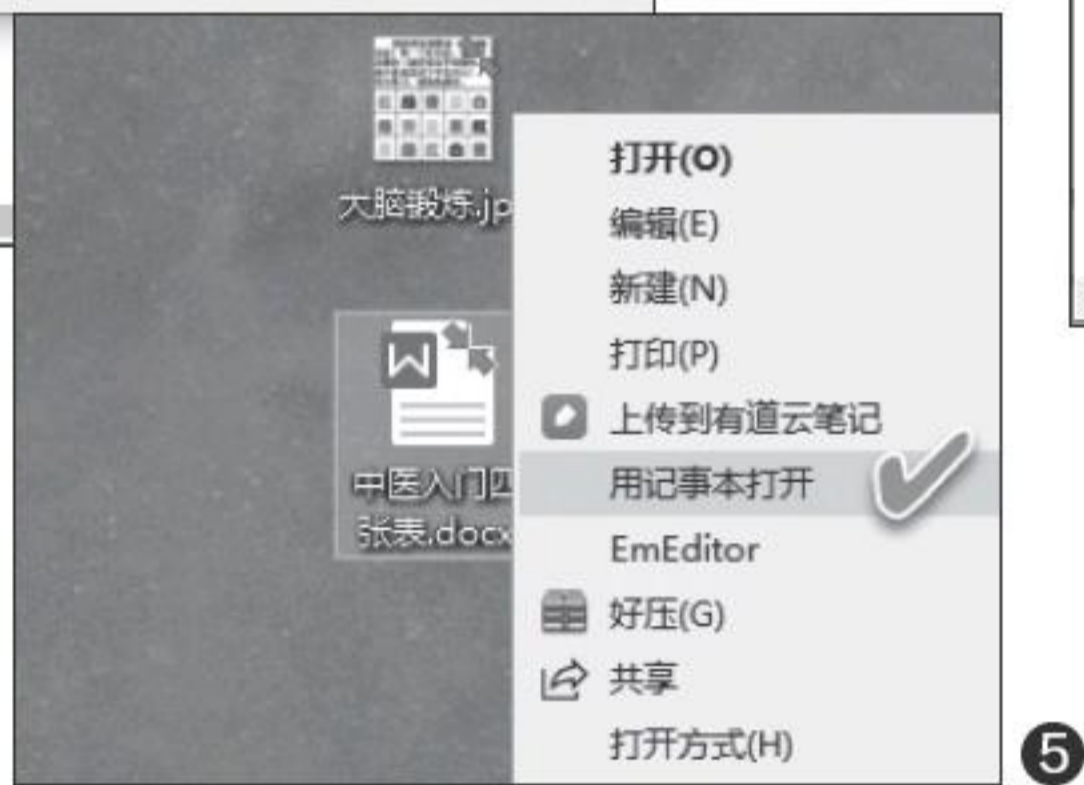 大脑锻炼.jp
中医入门四
张表.docx
打开(O)
编辑(E)
新建(N)
打印(P)
上传到有道云笔记
用记事本打开
EmEditor
好压(G)
共享
打开方式(H)
5